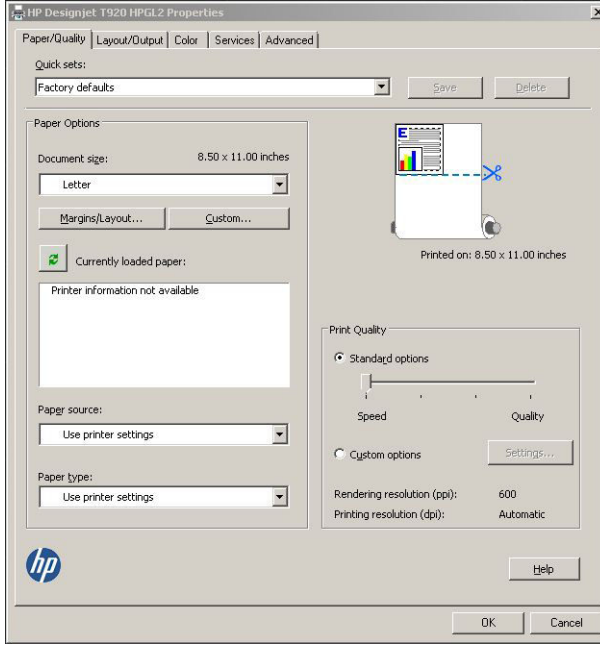 HP Designjet T920 HPGL2 Properties
Paper/Quality Layout/Output Color Services Advanced
Quick sets:
Factory defaults
Save Delete
Paper Options
Document size: 8.50 x 11.00 inches
Letter
Margins/Layout... Custom...
Currently loaded paper:
Printer information not available
Paper source:
Use printer settings
Paper type:
Use printer settings
E
Printed on: 8.50 x 11.00 inches
Print Quality
Standard options
Speed Quality
Custom options Settings...
Rendering resolution (ppi): 600
Printing resolution (dpi): Automatic
hp
Help
OK Cancel